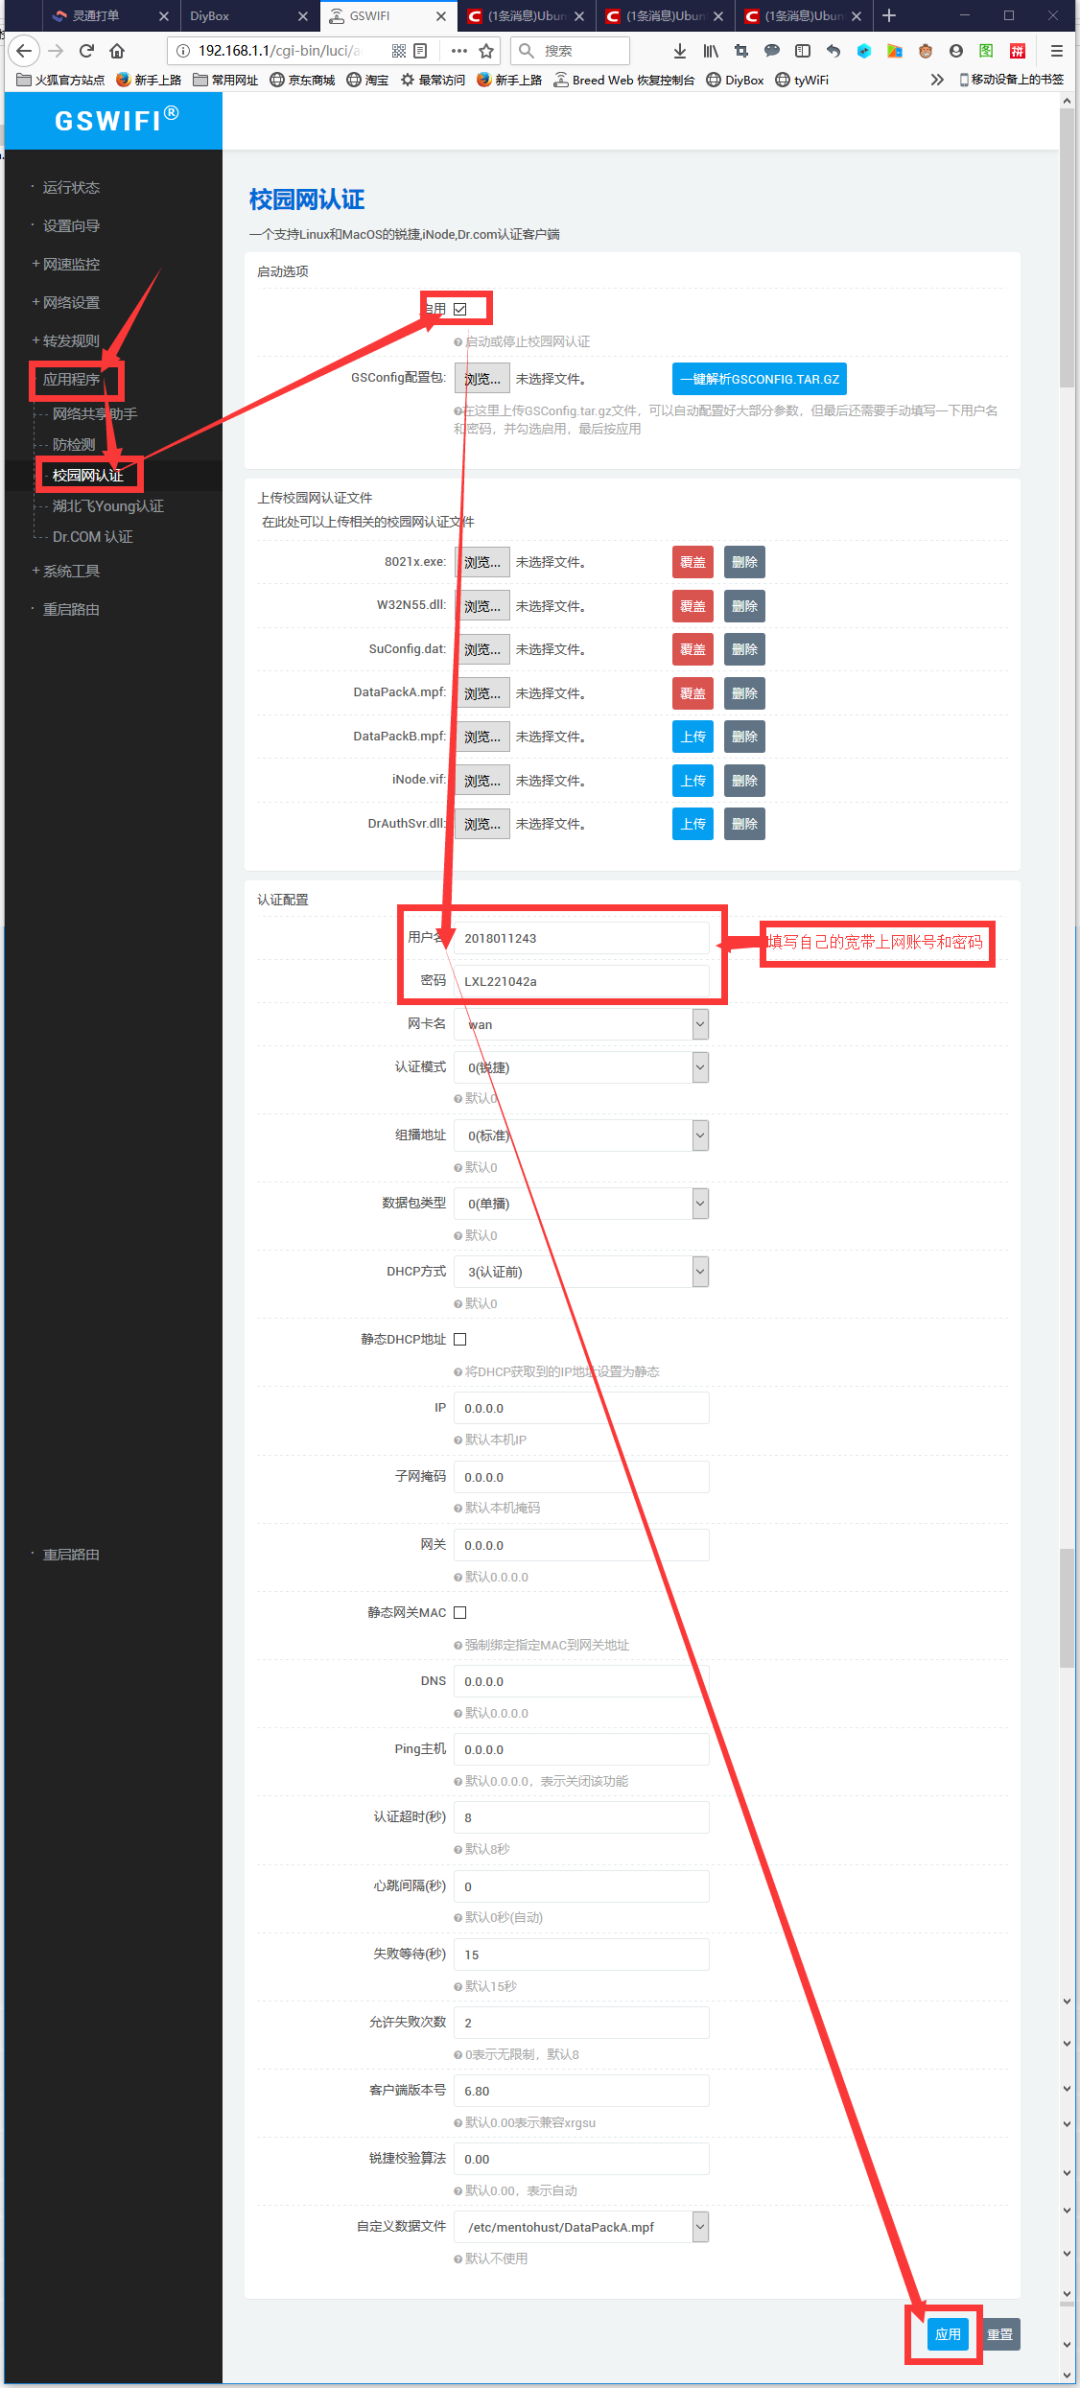 灵通打单
DiyBox
GSWIFI
(1条消息)Ubun
(1条消息)Ubun
(1条消息)Ubun
192.168.1.1/cgi-bin/luci/a
搜索
火狐官方站点
新手上路
常用网址
京东商城
淘宝
最常访问
新手上路
Breed Web 恢复控制台
DiyBox
tyWiFi
移动设备上的书签
GSWIFI®
运行状态
设置向导
+ 网速监控
+ 网络设置
+ 转发规则
应用程序
网络共享助手
防检测
校园网认证
湖北飞Young认证
Dr.COM 认证
+ 系统工具
重启路由
重启路由
校园网认证
一个支持Linux和MacOS的锐捷,iNode,Dr.com认证客户端
启动选项
启用
启动或停止校园网认证
GSConfig配置包:
浏览... 未选择文件。
一键解析GSCONFIG.TAR.GZ
在这里上传GSConfig.tar.gz文件，可以自动配置好大部分参数，但最后还需要手动填写一下用户名
和密码，并勾选启用，最后按应用
上传校园网认证文件
在此处可以上传相关的校园网认证文件
8021x.exe: 浏览... 未选择文件。 覆盖 删除
W32N55.dll: 浏览... 未选择文件。 覆盖 删除
SuConfig.dat: 浏览... 未选择文件。 覆盖 删除
DataPackA.mpf: 浏览... 未选择文件。 覆盖 删除
DataPackB.mpf: 浏览... 未选择文件。 上传 删除
iNode.vif: 浏览... 未选择文件。 上传 删除
DrAuthSvr.dll: 浏览... 未选择文件。 上传 删除
认证配置
用户名 2018011243
填写自己的宽带上网账号和密码
密码 LXL221042a
网卡名 wan
认证模式 0(锐捷)
默认0
组播地址 0(标准)
默认0
数据包类型 0(单播)
默认0
DHCP方式 3(认证前)
默认0
静态DHCP地址
将DHCP获取到的IP地址设置为静态
IP 0.0.0.0
默认本机IP
子网掩码 0.0.0.0
默认本机掩码
网关 0.0.0.0
默认0.0.0.0
静态网关MAC
强制绑定指定MAC到网关地址
DNS 0.0.0.0
默认0.0.0.0
Ping主机 0.0.0.0
默认0.0.0.0，表示关闭该功能
认证超时(秒) 8
默认8秒
心跳间隔(秒) 0
默认0秒(自动)
失败等待(秒) 15
默认15秒
允许失败次数 2
0表示无限制，默认8
客户端版本号 6.80
默认0.00表示兼容xrgsu
锐捷校验算法 0.00
默认0.00，表示自动
自定义数据文件 /etc/mentohust/DataPackA.mpf
默认不使用
应用 重置